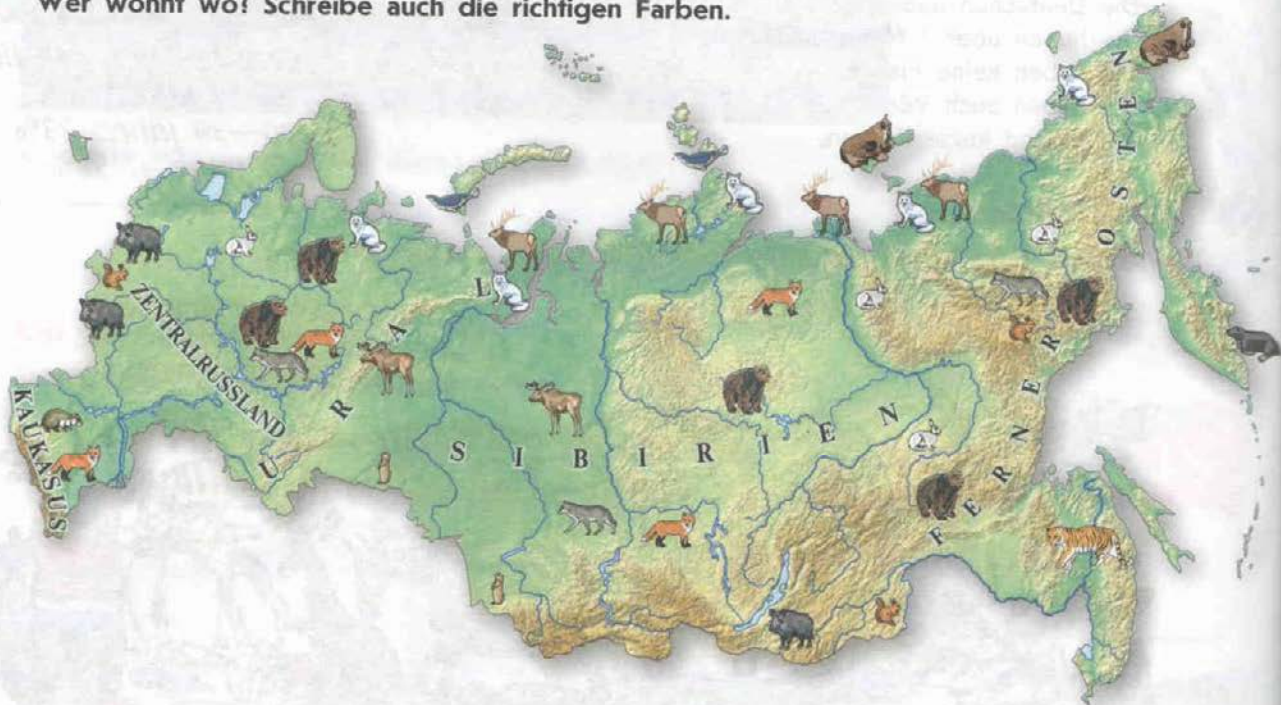 Wer wohnt wo? Schreibe auch die richtigen Farben.
ZENTRALRUSSLAND
KAUKASUS
URAL
SIBIRIEN
FERNER OSTEN